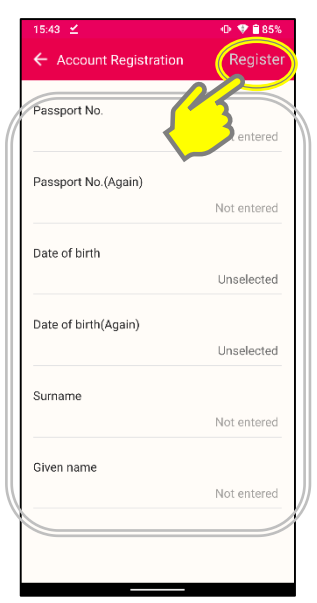 15:43 85%
Account Registration Register
Passport No.
entered
Passport No.(Again)
Not entered
Date of birth
Unselected
Date of birth(Again)
Unselected
Surname
Not entered
Given name
Not entered